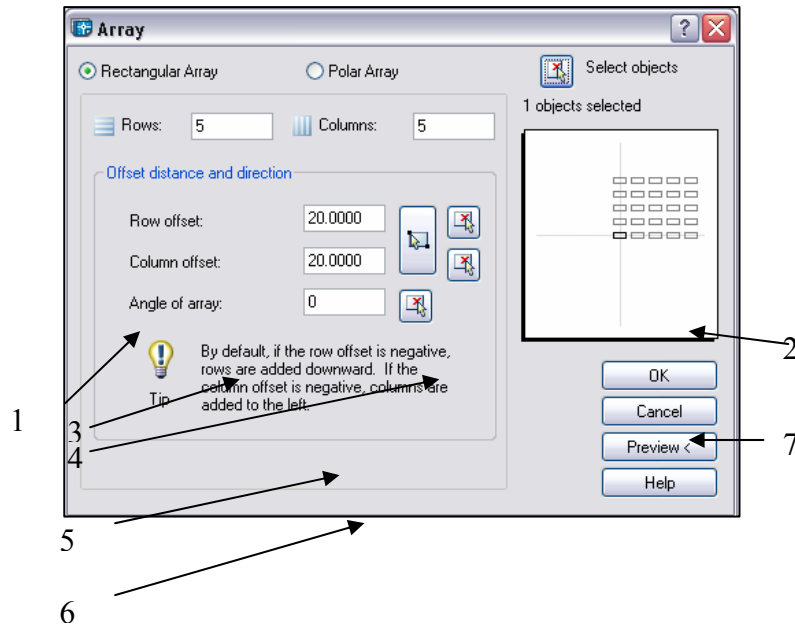 Array
Rectangular Array Polar Array Select objects
1 objects selected
Rows: 5 Columns: 5
Offset distance and direction
Row offset: 20.0000
Column offset: 20.0000
Angle of array: 0
Tip
By default, if the row offset is negative,
rows are added downward. If the
column offset is negative, columns are
added to the left.
OK
Cancel
Preview <
Help
1
2
3
4
5
6
7